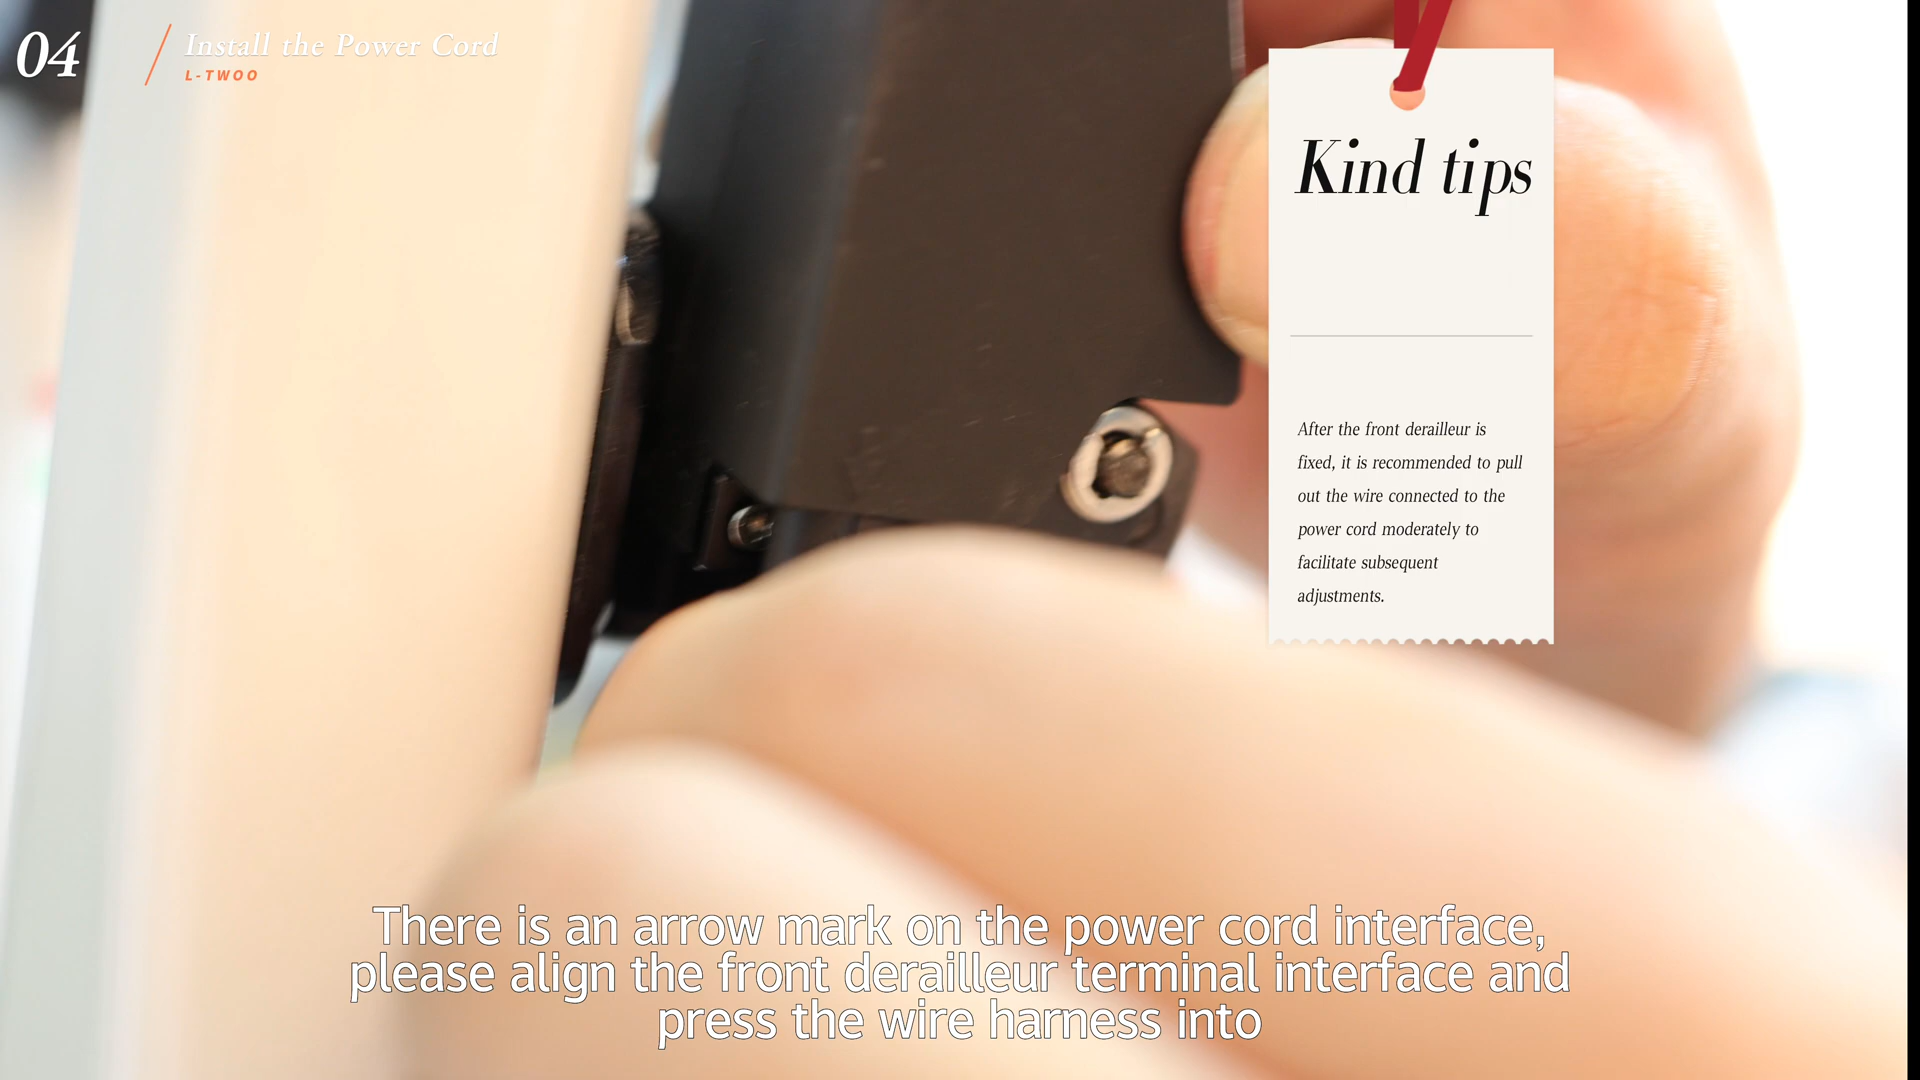 04
Install the Power Cord
L-TWOO
Kind tips
After the front derailleur is
fixed, it is recommended to pull
out the wire connected to the
power cord moderately to
facilitate subsequent
adjustments.
There is an arrow mark on the power cord interface,
please align the front derailleur terminal interface and
press the wire harness into